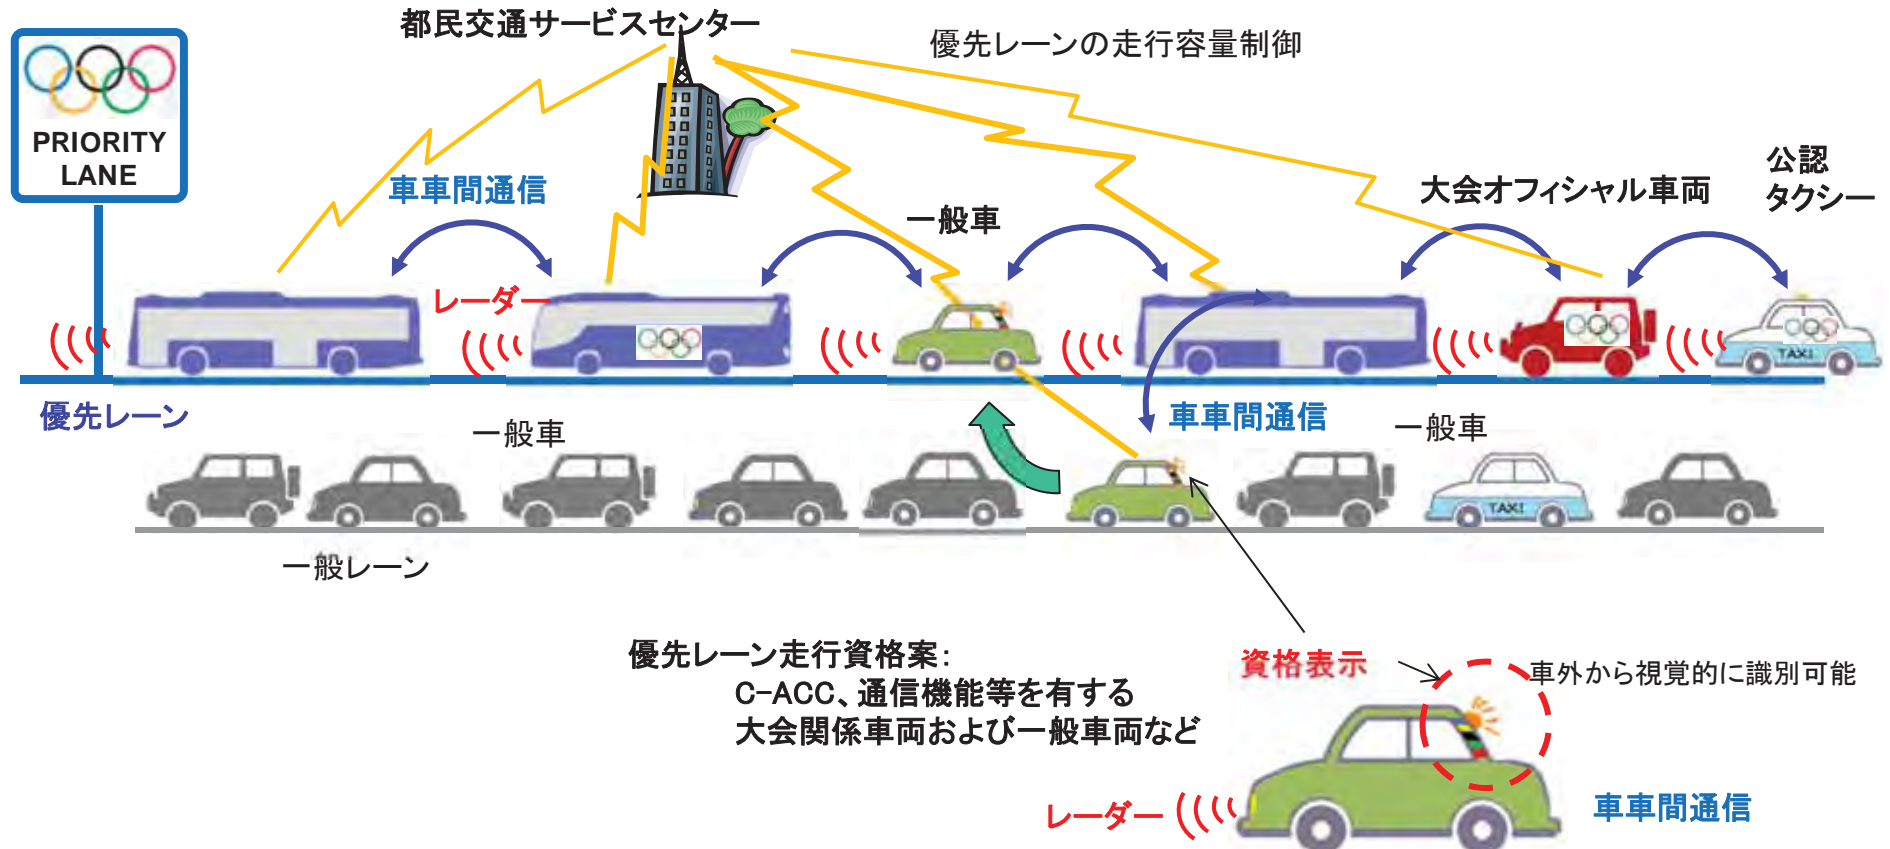 都民交通サービスセンター
優先レーンの走行容量制御
PRIORITY
LANE
車車間通信
一般車
大会オフィシャル車両
公認
タクシー
レーダー
TAXI
優先レーン
一般車
車車間通信
一般車
TAXI
一般レーン
優先レーン走行資格案：
C-ACC、通信機能等を有する
大会関係車両および一般車両など
資格表示
車外から視覚的に識別可能
レーダー
車車間通信